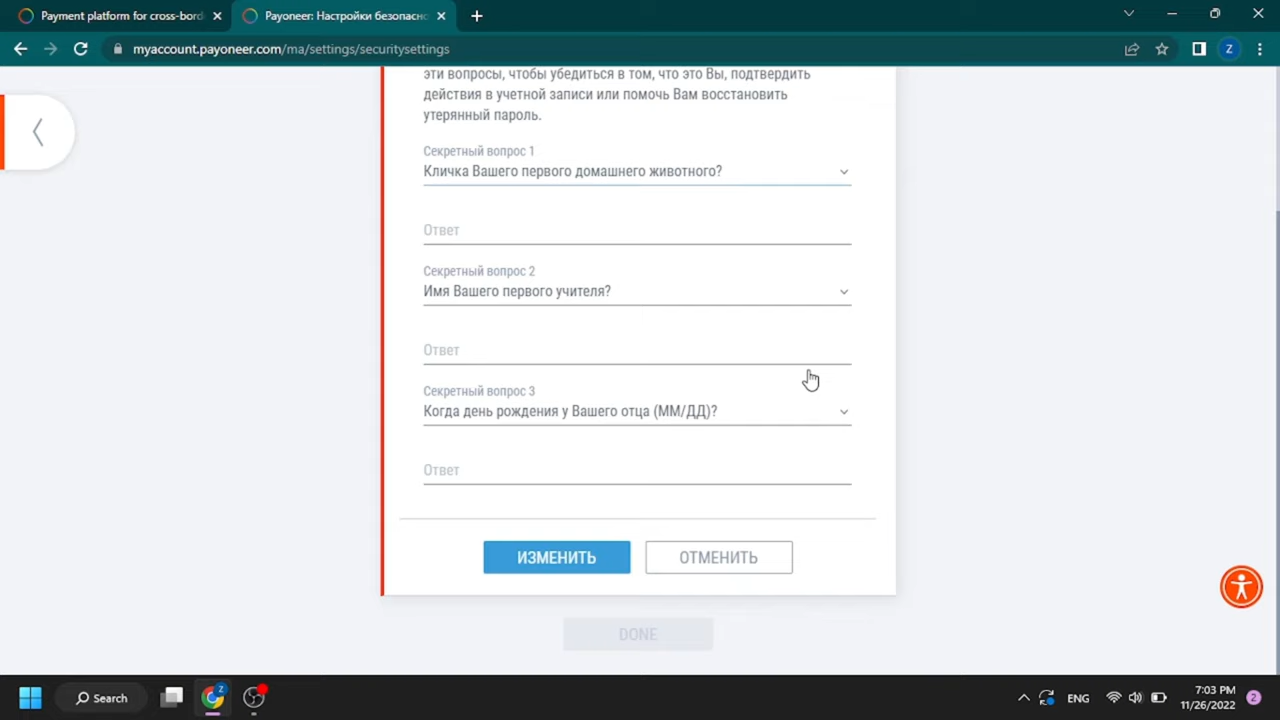 Payment platform for cross-bord
Payoneer: Настройки безопасно
myaccount.payoneer.com/ma/settings/securitysettings
Z
эти вопросы, чтобы убедиться в том, что это Вы, подтвердить
действия в учетной записи или помочь Вам восстановить
утерянный пароль.
Секретный вопрос 1
Кличка Вашего первого домашнего животного?
Ответ
Секретный вопрос 2
Имя Вашего первого учителя?
Ответ
Секретный вопрос 3
Когда день рождения у Вашего отца (ММ/ДД)?
Ответ
ИЗМЕНИТЬ
ОТМЕНИТЬ
DONE
Search
Z
ENG
7:03 PM
11/26/2022
2